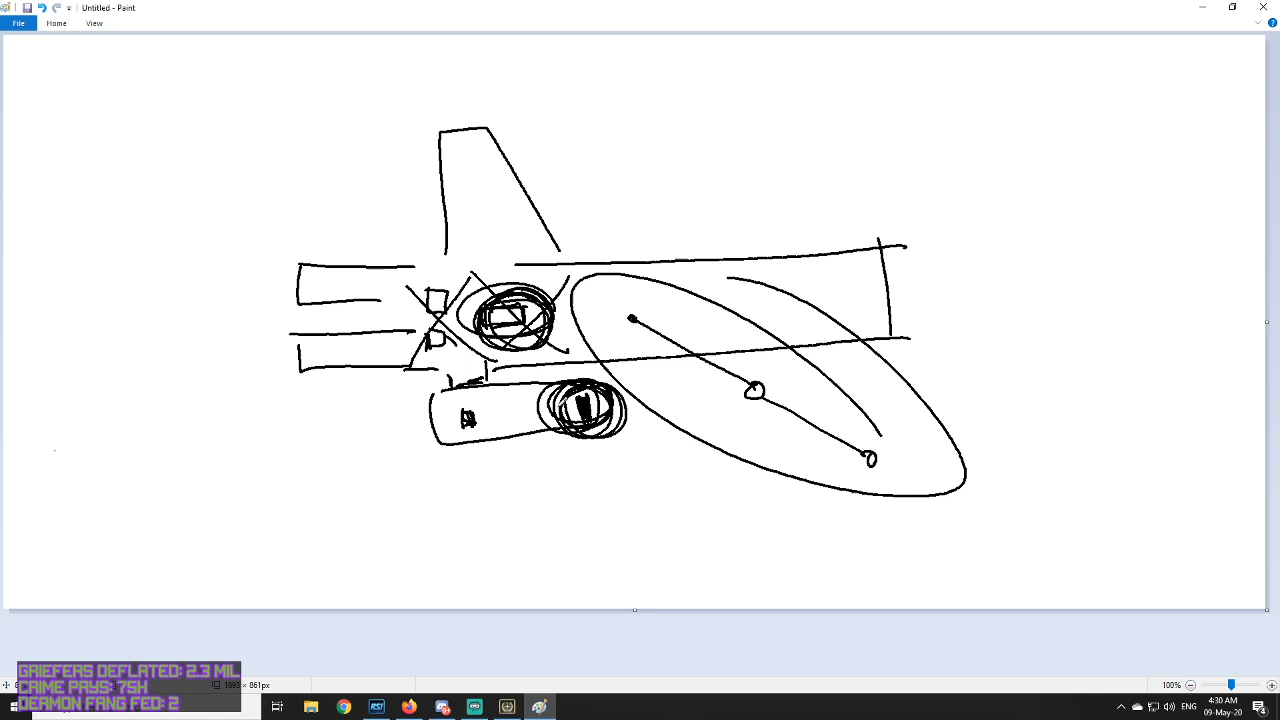 Untitled - Paint
File Home View
GRIEFERS DEFLATED: 2.3 MIL
CRIME PAYS: 75K
DEAMON FANG FED: 2
1893 × 861px
100%
RSI
ENG
4:30 AM
09-May-20